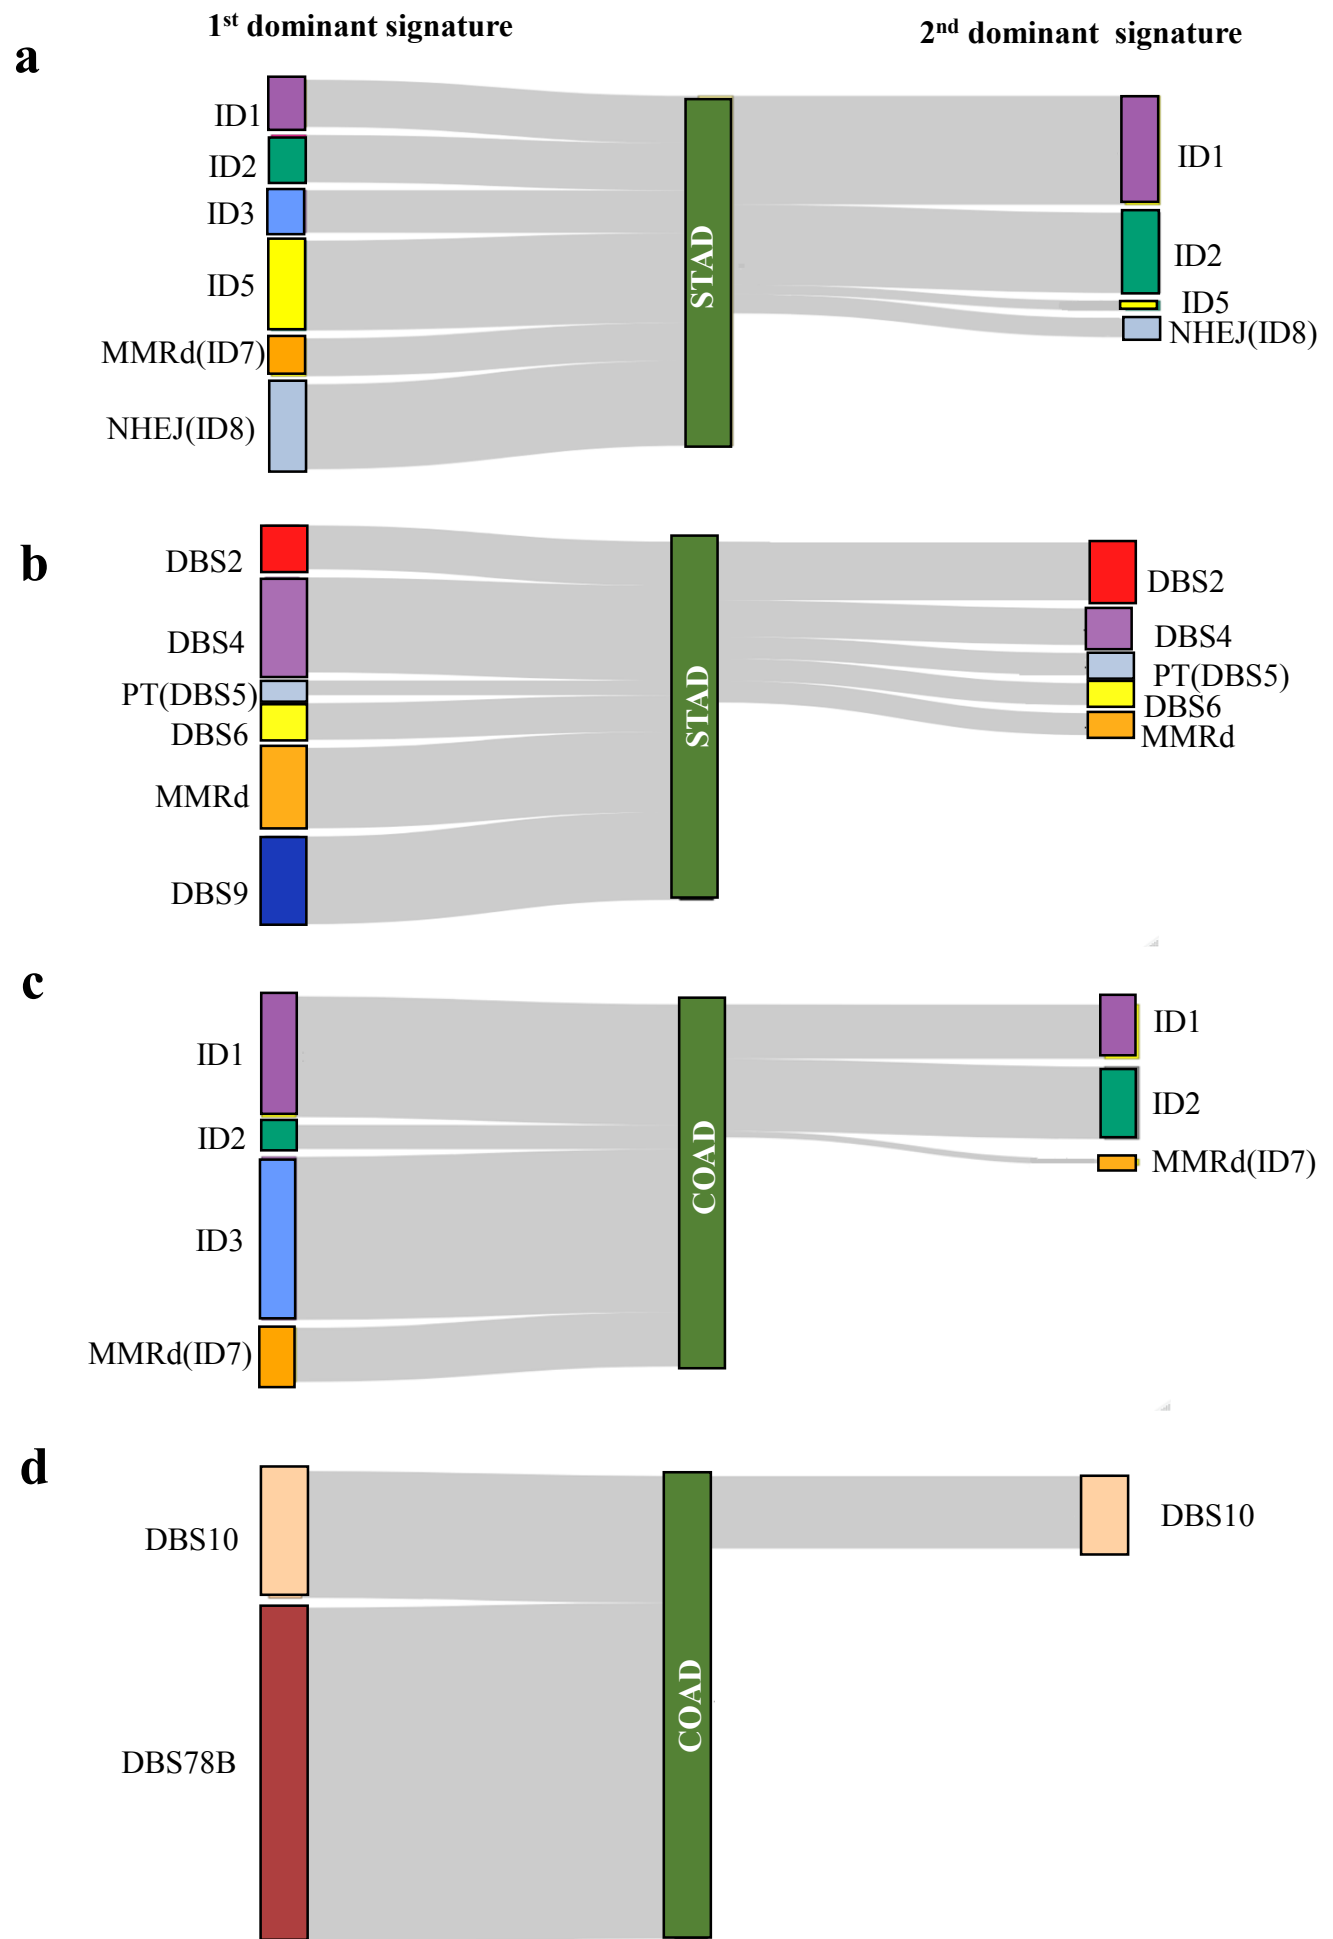 1st dominant signature
2nd dominant signature
a
ID1
ID2
ID3
ID5
MMRd(ID7)
NHEJ(ID8)
STAD
ID1
ID2
ID5
NHEJ(ID8)
b
DBS2
DBS4
PT(DBS5)
DBS6
MMRd
DBS9
STAD
DBS2
DBS4
PT(DBS5)
DBS6
MMRd
c
ID1
ID2
ID3
MMRd(ID7)
COAD
ID1
ID2
MMRd(ID7)
d
DBS10
DBS78B
COAD
DBS10